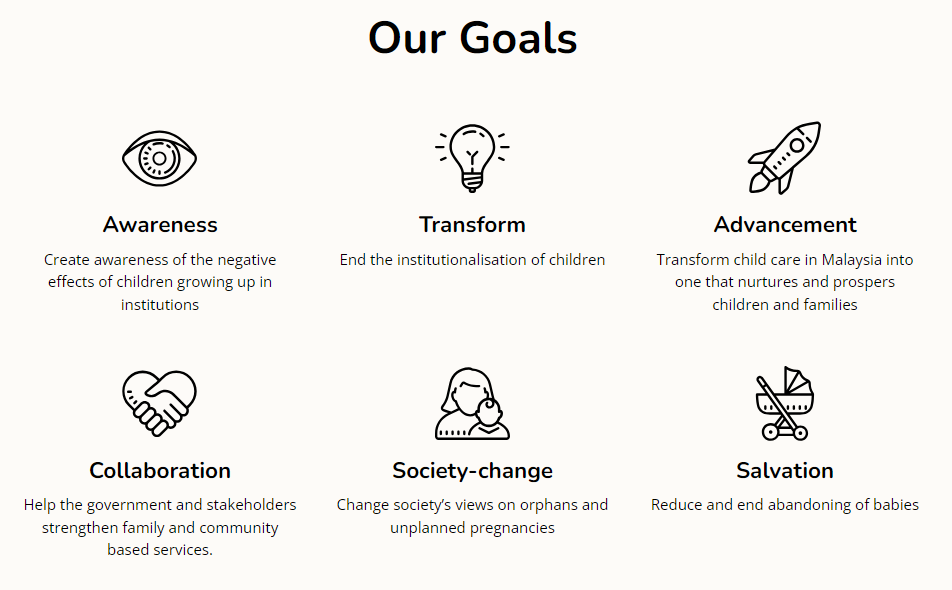 Our Goals
Awareness
Create awareness of the negative
effects of children growing up in
institutions
Transform
End the institutionalisation of children
Advancement
Transform child care in Malaysia into
one that nurtures and prospers
children and families
Collaboration
Help the government and stakeholders
strengthen family and community
based services.
Society-change
Change society’s views on orphans and
unplanned pregnancies
Salvation
Reduce and end abandoning of babies